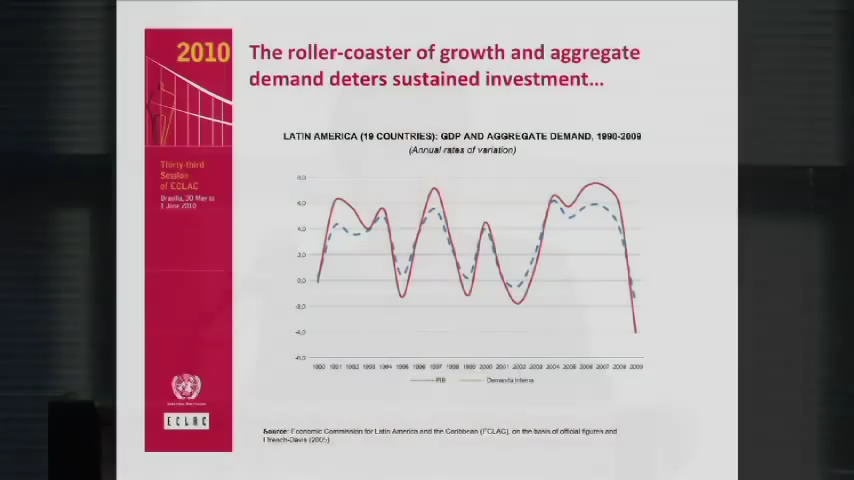 2010
The roller-coaster of growth and aggregate
demand deters sustained investment…
Thirty-third
Session
of ECLAC
Brasilia, 30 May to
1 June 2010
LATIN AMERICA (19 COUNTRIES): GDP AND AGGREGATE DEMAND, 1990-2009
(Annual rates of variation)
8,0
6,0
4,0
2,0
0,0
-2,0
-4,0
-6,0
1990 1991 1992 1993 1994 1995 1996 1997 1998 1999 2000 2001 2002 2003 2004 2005 2006 2007 2008 2009
PIB Demanda Interna
ECLAC
Source: Economic Commission for Latin America and the Caribbean (ECLAC), on the basis of official figures and
Ffrench-Davis (2005)